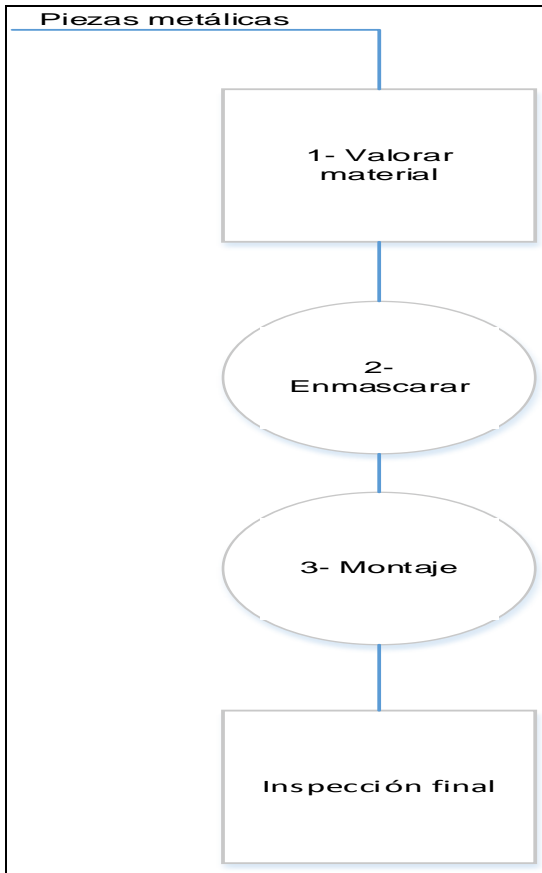 Piezas metálicas
1- Valorar
material
2-
Enmascarar
3- Montaje
Inspección final